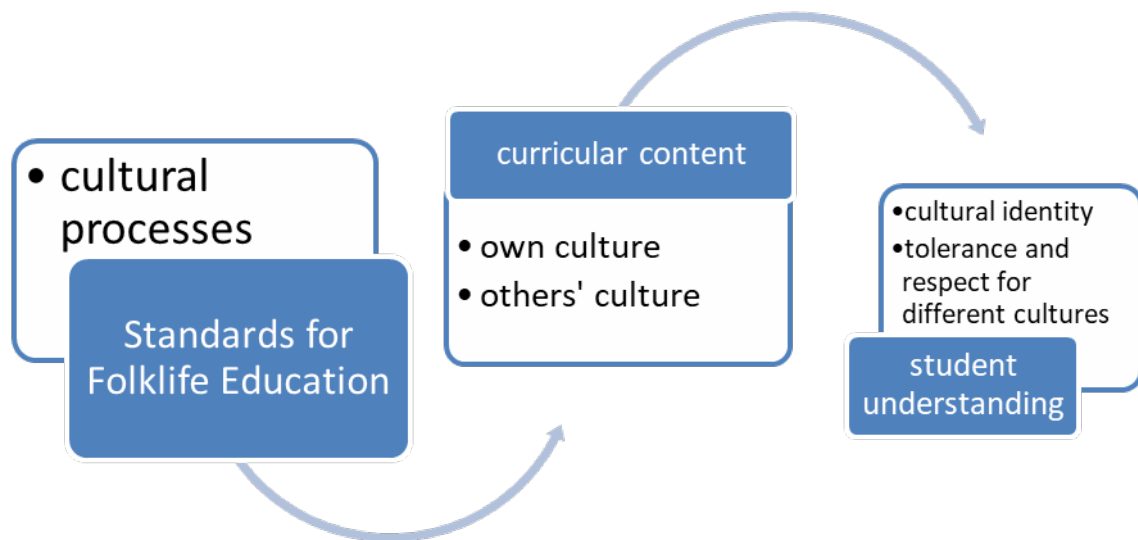 • cultural
processes
Standards for
Folklife Education
curricular content
• own culture
• others' culture
•cultural identity
•tolerance and
respect for
different cultures
student
understanding